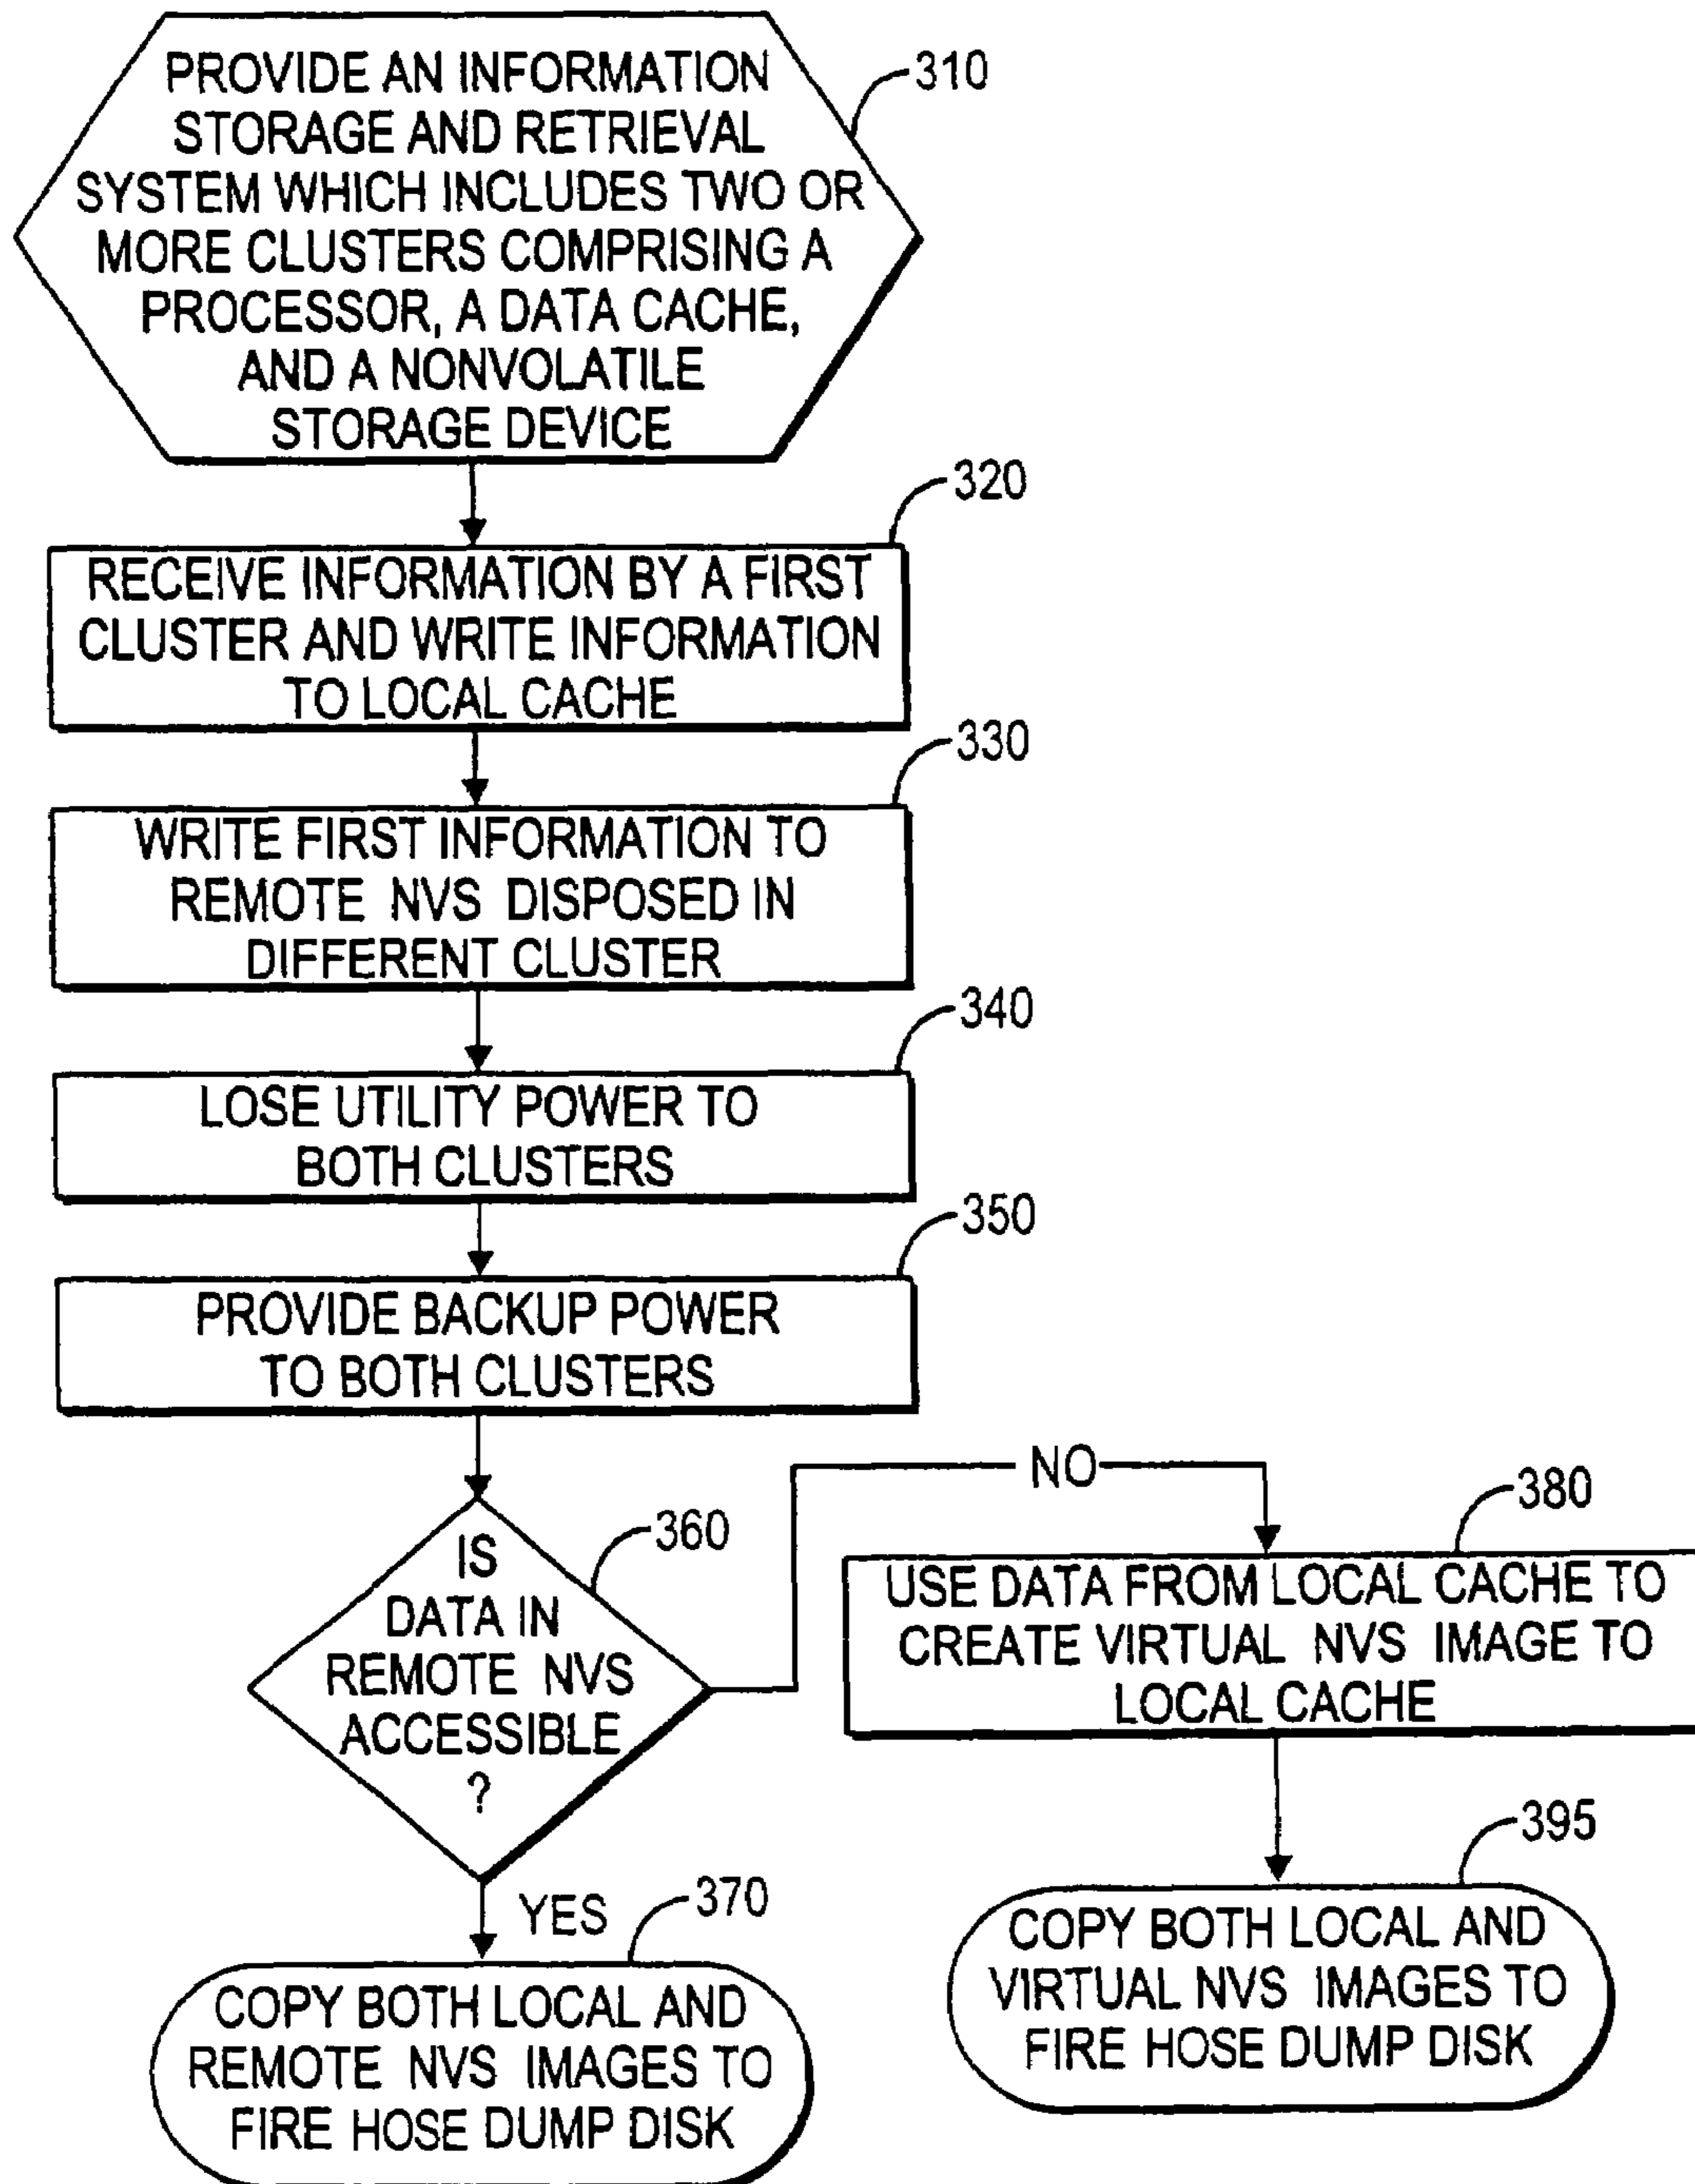 PROVIDE AN INFORMATION
STORAGE AND RETRIEVAL
SYSTEM WHICH INCLUDES TWO OR
MORE CLUSTERS COMPRISING A
PROCESSOR, A DATA CACHE,
AND A NONVOLATILE
STORAGE DEVICE
310
320
RECEIVE INFORMATION BY A FIRST
CLUSTER AND WRITE INFORMATION
TO LOCAL CACHE
330
WRITE FIRST INFORMATION TO
REMOTE NVS DISPOSED IN
DIFFERENT CLUSTER
340
LOSE UTILITY POWER TO
BOTH CLUSTERS
350
PROVIDE BACKUP POWER
TO BOTH CLUSTERS
360
IS
DATA IN
REMOTE NVS
ACCESSIBLE
?
NO
380
USE DATA FROM LOCAL CACHE TO
CREATE VIRTUAL NVS IMAGE TO
LOCAL CACHE
395
COPY BOTH LOCAL AND
VIRTUAL NVS IMAGES TO
FIRE HOSE DUMP DISK
YES
370
COPY BOTH LOCAL AND
REMOTE NVS IMAGES TO
FIRE HOSE DUMP DISK